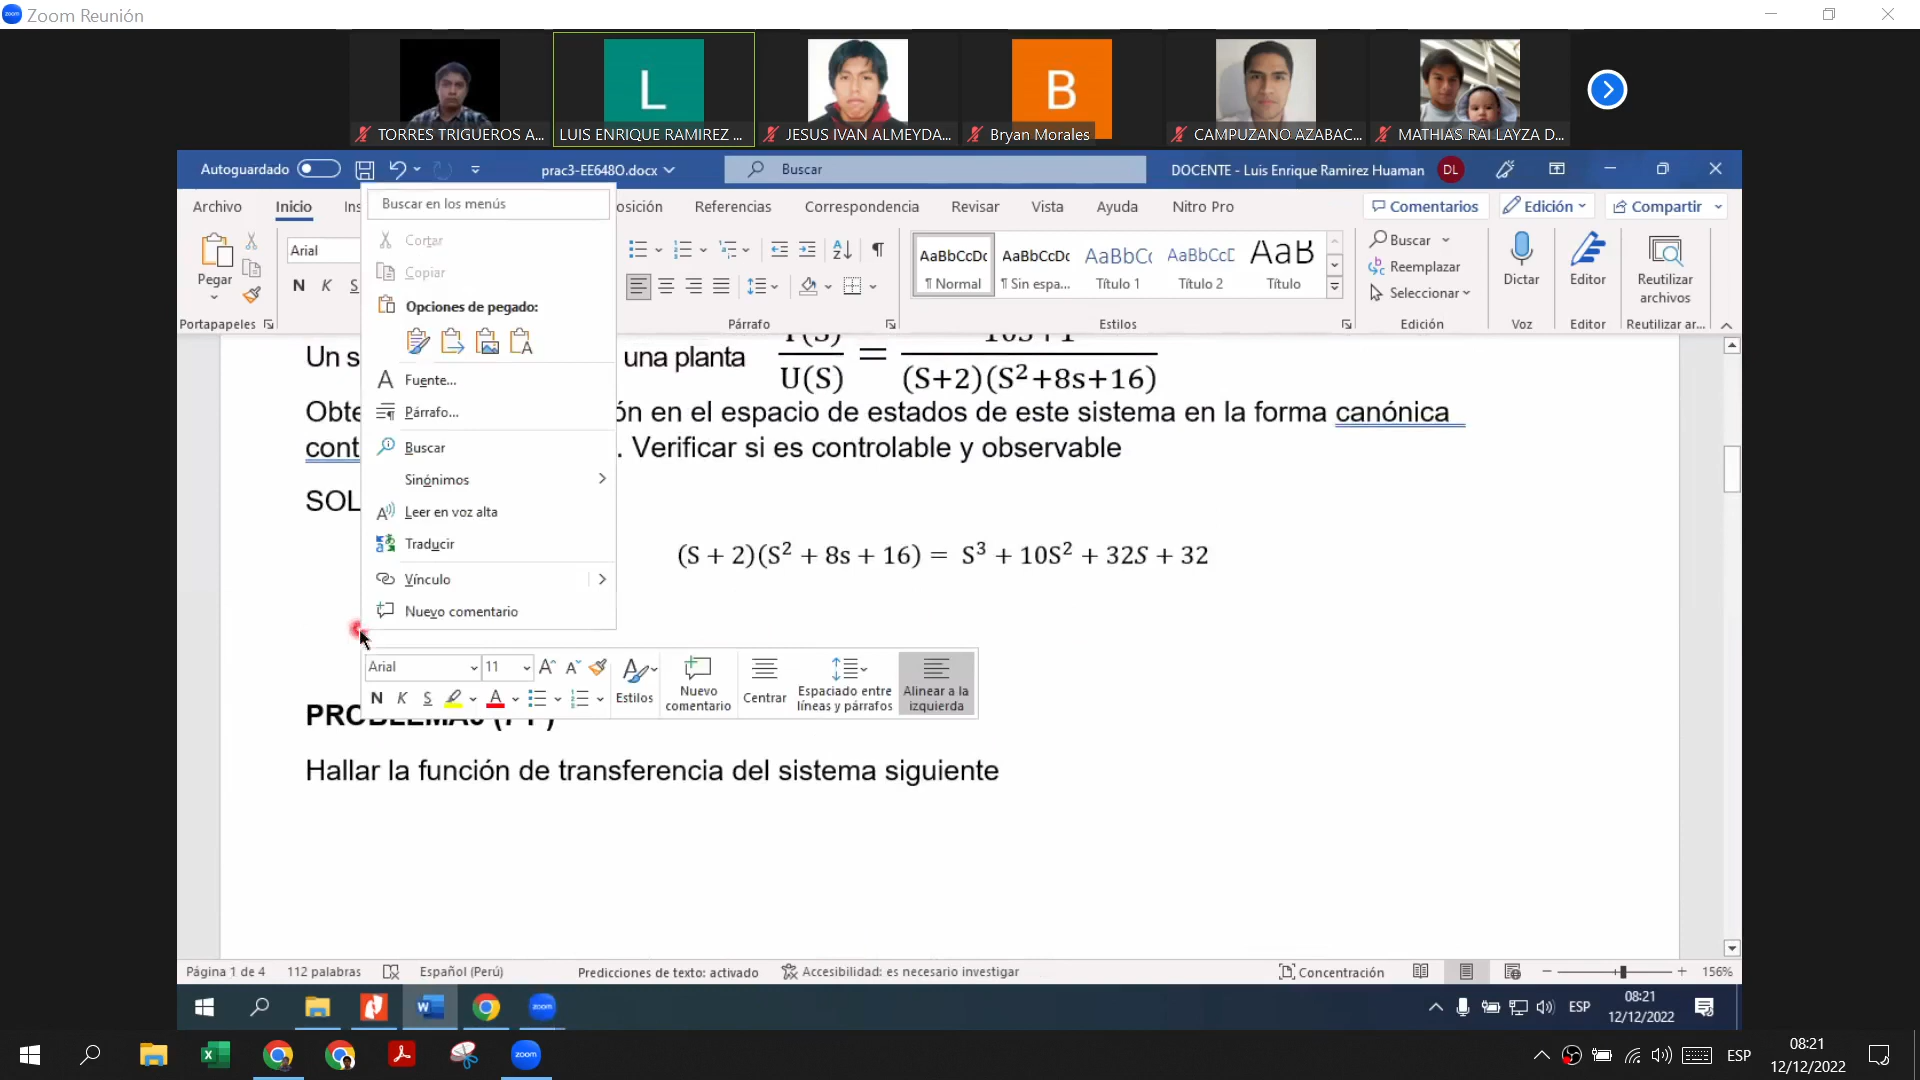 Zoom Reunión
TORRES TRIGUEROS A...
L
LUIS ENRIQUE RAMIREZ ...
JESUS IVAN ALMEYDA...
B
Bryan Morales
CAMPUZANO AZABAC...
MATHIAS RAI LAYZA D...
Autoguardado
prac3-EE648O.docx
Buscar
DOCENTE - Luis Enrique Ramirez Huaman
DL
Archivo
Inicio
Ins
osición
Referencias
Correspondencia
Revisar
Vista
Ayuda
Nitro Pro
Comentarios
Edición
Compartir
Pegar
Portapapeles
Arial
N K S
Párrafo
AaBbCcDc
¶ Normal
AaBbCcDc
¶ Sin espa...
AaBbCc
Título 1
AaBbCcD
Título 2
AaB
Título
Estilos
Buscar
Reemplazar
Seleccionar
Edición
Dictar
Voz
Editor
Editor
Reutilizar archivos
Reutilizar ar...
Buscar en los menús
Cortar
Copiar
Opciones de pegado:
Fuente...
Párrafo...
Buscar
Sinónimos
Leer en voz alta
Traducir
Vínculo
Nuevo comentario
Un s
una planta
Y(S)/U(S) = 10S+1/(S+2)(S²+8s+16)
Obte
ón en el espacio de estados de este sistema en la forma canónica
cont
. Verificar si es controlable y observable
SOL
(S + 2)(S² + 8s + 16) = S³ + 10S² + 32S + 32
Arial
11
N K S
Estilos
Nuevo comentario
Centrar
Espaciado entre líneas y párrafos
Alinear a la izquierda
Hallar la función de transferencia del sistema siguiente
Página 1 de 4
112 palabras
Español (Perú)
Predicciones de texto: activado
Accesibilidad: es necesario investigar
Concentración
156%
zoom
ESP
08:21
12/12/2022
zoom
ESP
08:21
12/12/2022